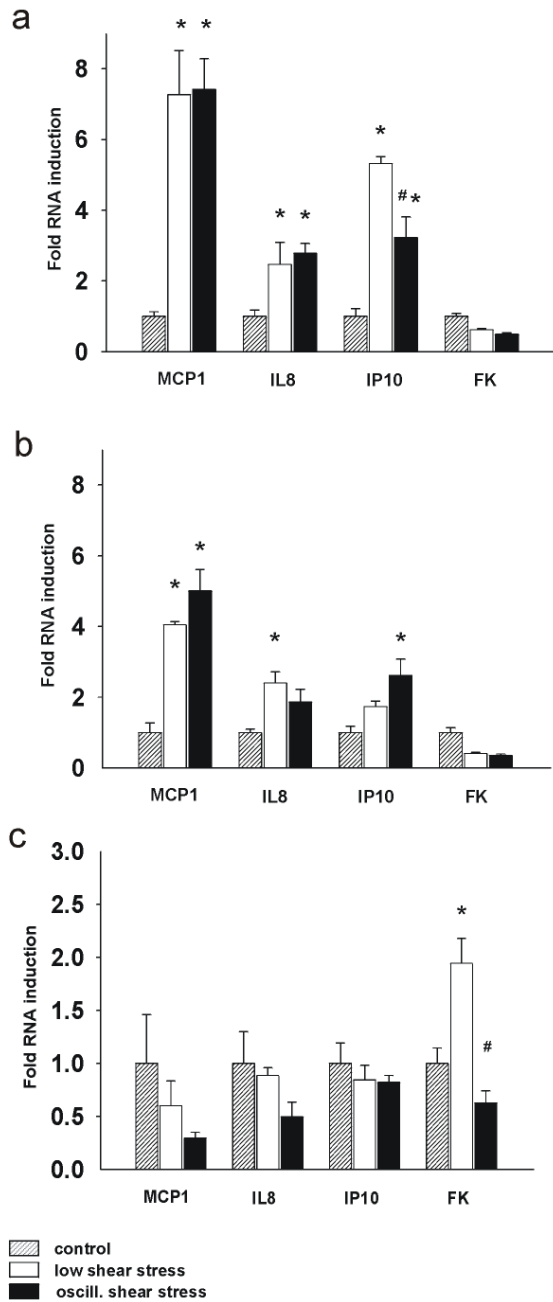 a
Fold RNA induction
8
6
4
2
0
* * * * * # *
MCP1 IL8 IP10 FK
b
Fold RNA induction
8
6
4
2
0
* * * *
MCP1 IL8 IP10 FK
c
Fold RNA induction
3.0
2.5
2.0
1.5
1.0
0.5
0.0
*
#
MCP1 IL8 IP10 FK
control
low shear stress
oscill. shear stress